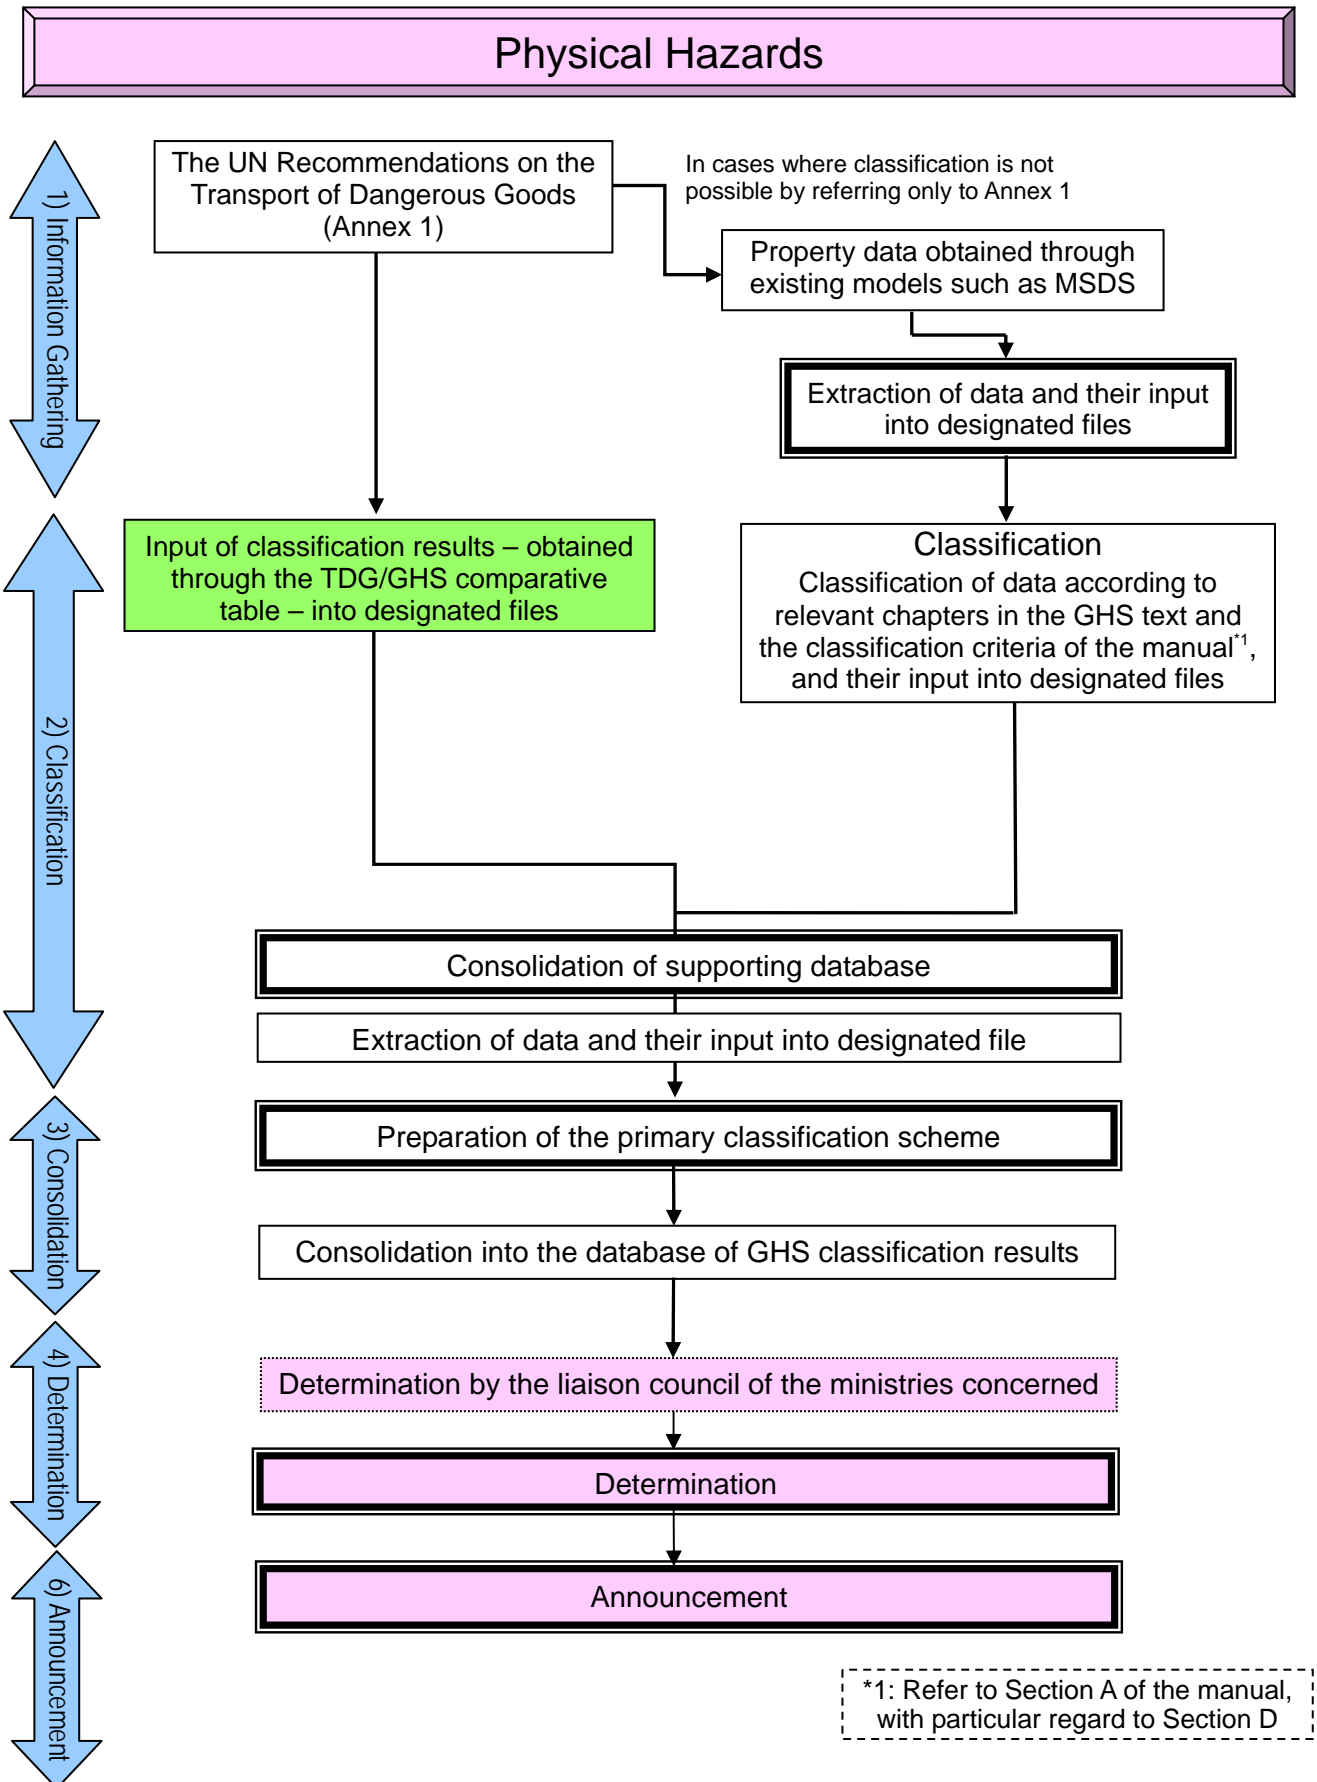 Physical Hazards
1) Information Gathering
The UN Recommendations on the
Transport of Dangerous Goods
(Annex 1)
In cases where classification is not
possible by referring only to Annex 1
Property data obtained through
existing models such as MSDS
Extraction of data and their input
into designated files
2) Classification
Input of classification results – obtained
through the TDG/GHS comparative
table – into designated files
Classification
Classification of data according to
relevant chapters in the GHS text and
the classification criteria of the manual*1,
and their input into designated files
Consolidation of supporting database
Extraction of data and their input into designated file
3) Consolidation
Preparation of the primary classification scheme
Consolidation into the database of GHS classification results
4) Determination
Determination by the liaison council of the ministries concerned
Determination
6) Announcement
Announcement
*1: Refer to Section A of the manual,
with particular regard to Section D